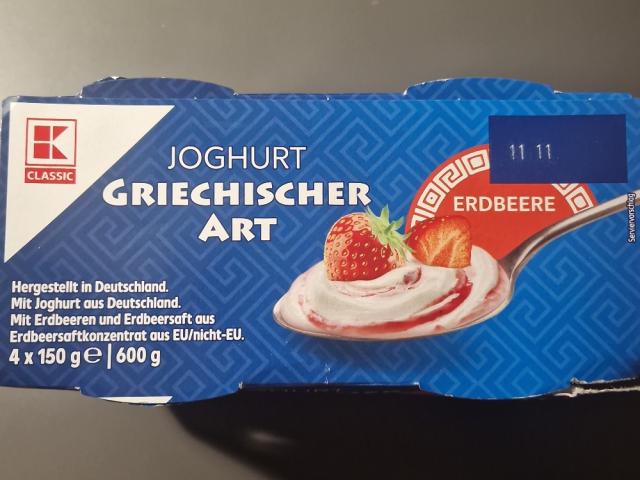 K
CLASSIC
JOGHURT
GRIECHISCHER
ART
11 11
ERDBEERE
Serviervorschlag
Hergestellt in Deutschland.
Mit Joghurt aus Deutschland.
Mit Erdbeeren und Erdbeersaft aus
Erdbeersaftkonzentrat aus EU/nicht-EU.
4 x 150 g e | 600 g